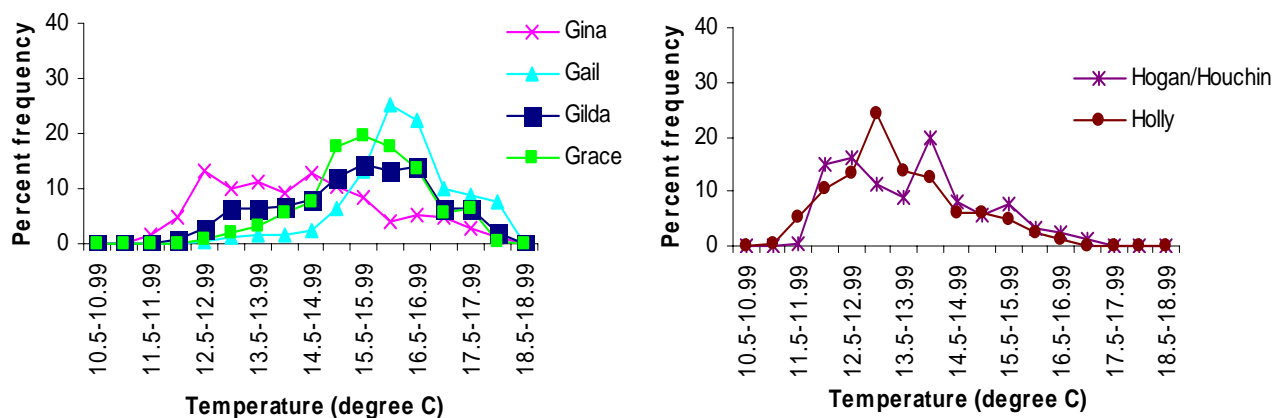 40
30
20
10
0
Percent frequency
10.5-10.99
11.5-11.99
12.5-12.99
13.5-13.99
14.5-14.99
15.5-15.99
16.5-16.99
17.5-17.99
18.5-18.99
Temperature (degree C)
Gina
Gail
Gilda
Grace
40
30
20
10
0
Percent frequency
10.5-10.99
11.5-11.99
12.5-12.99
13.5-13.99
14.5-14.99
15.5-15.99
16.5-16.99
17.5-17.99
18.5-18.99
Temperature (degree C)
Hogan/Houchin
Holly